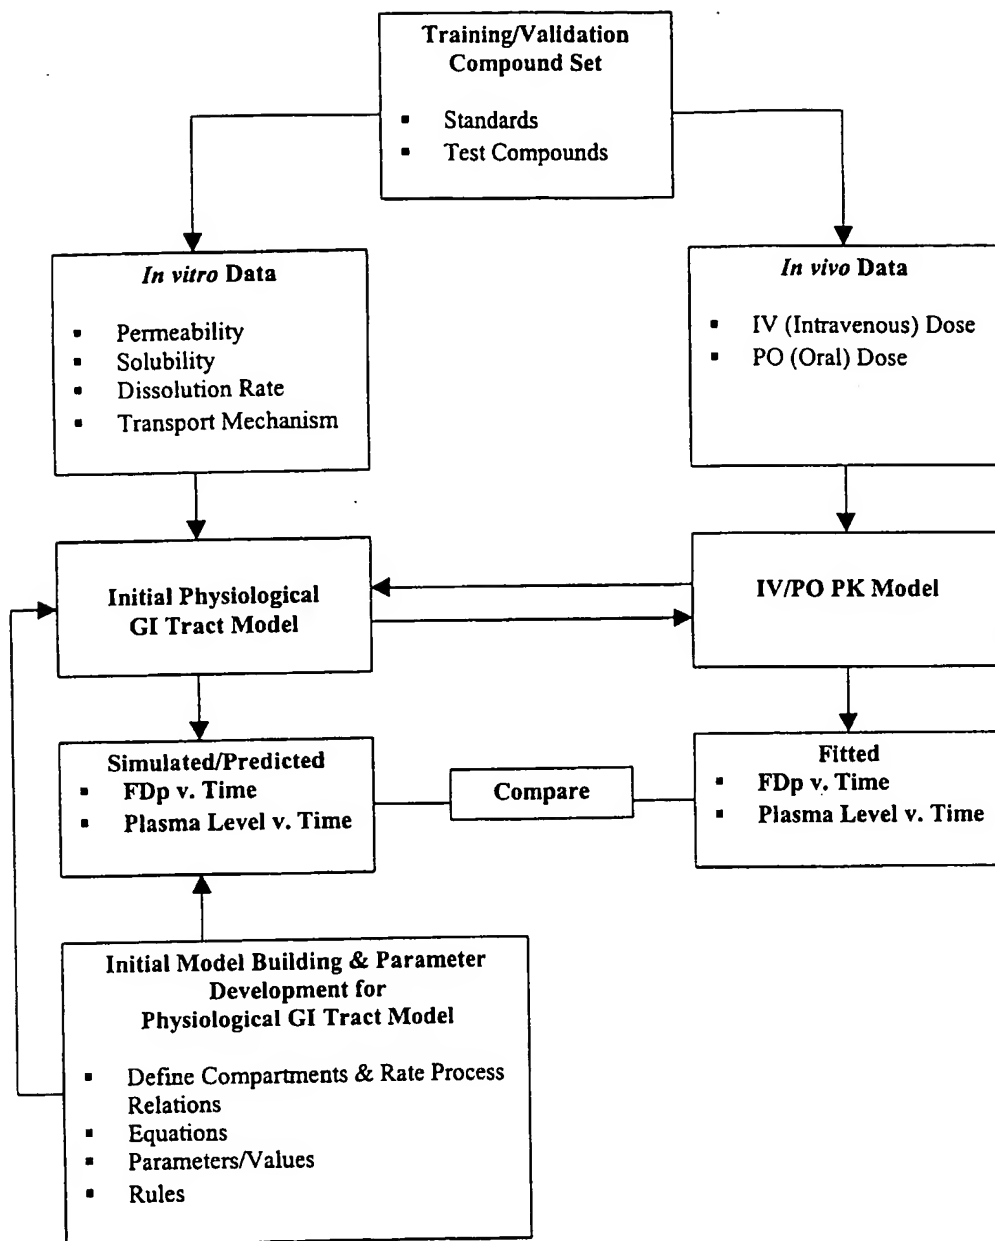 Training/Validation
Compound Set
▪ Standards
▪ Test Compounds
In vitro Data
▪ Permeability
▪ Solubility
▪ Dissolution Rate
▪ Transport Mechanism
In vivo Data
▪ IV (Intravenous) Dose
▪ PO (Oral) Dose
Initial Physiological
GI Tract Model
IV/PO PK Model
Simulated/Predicted
▪ FDp v. Time
▪ Plasma Level v. Time
Compare
Fitted
▪ FDp v. Time
▪ Plasma Level v. Time
Initial Model Building & Parameter
Development for
Physiological GI Tract Model
▪ Define Compartments & Rate Process
Relations
▪ Equations
▪ Parameters/Values
▪ Rules